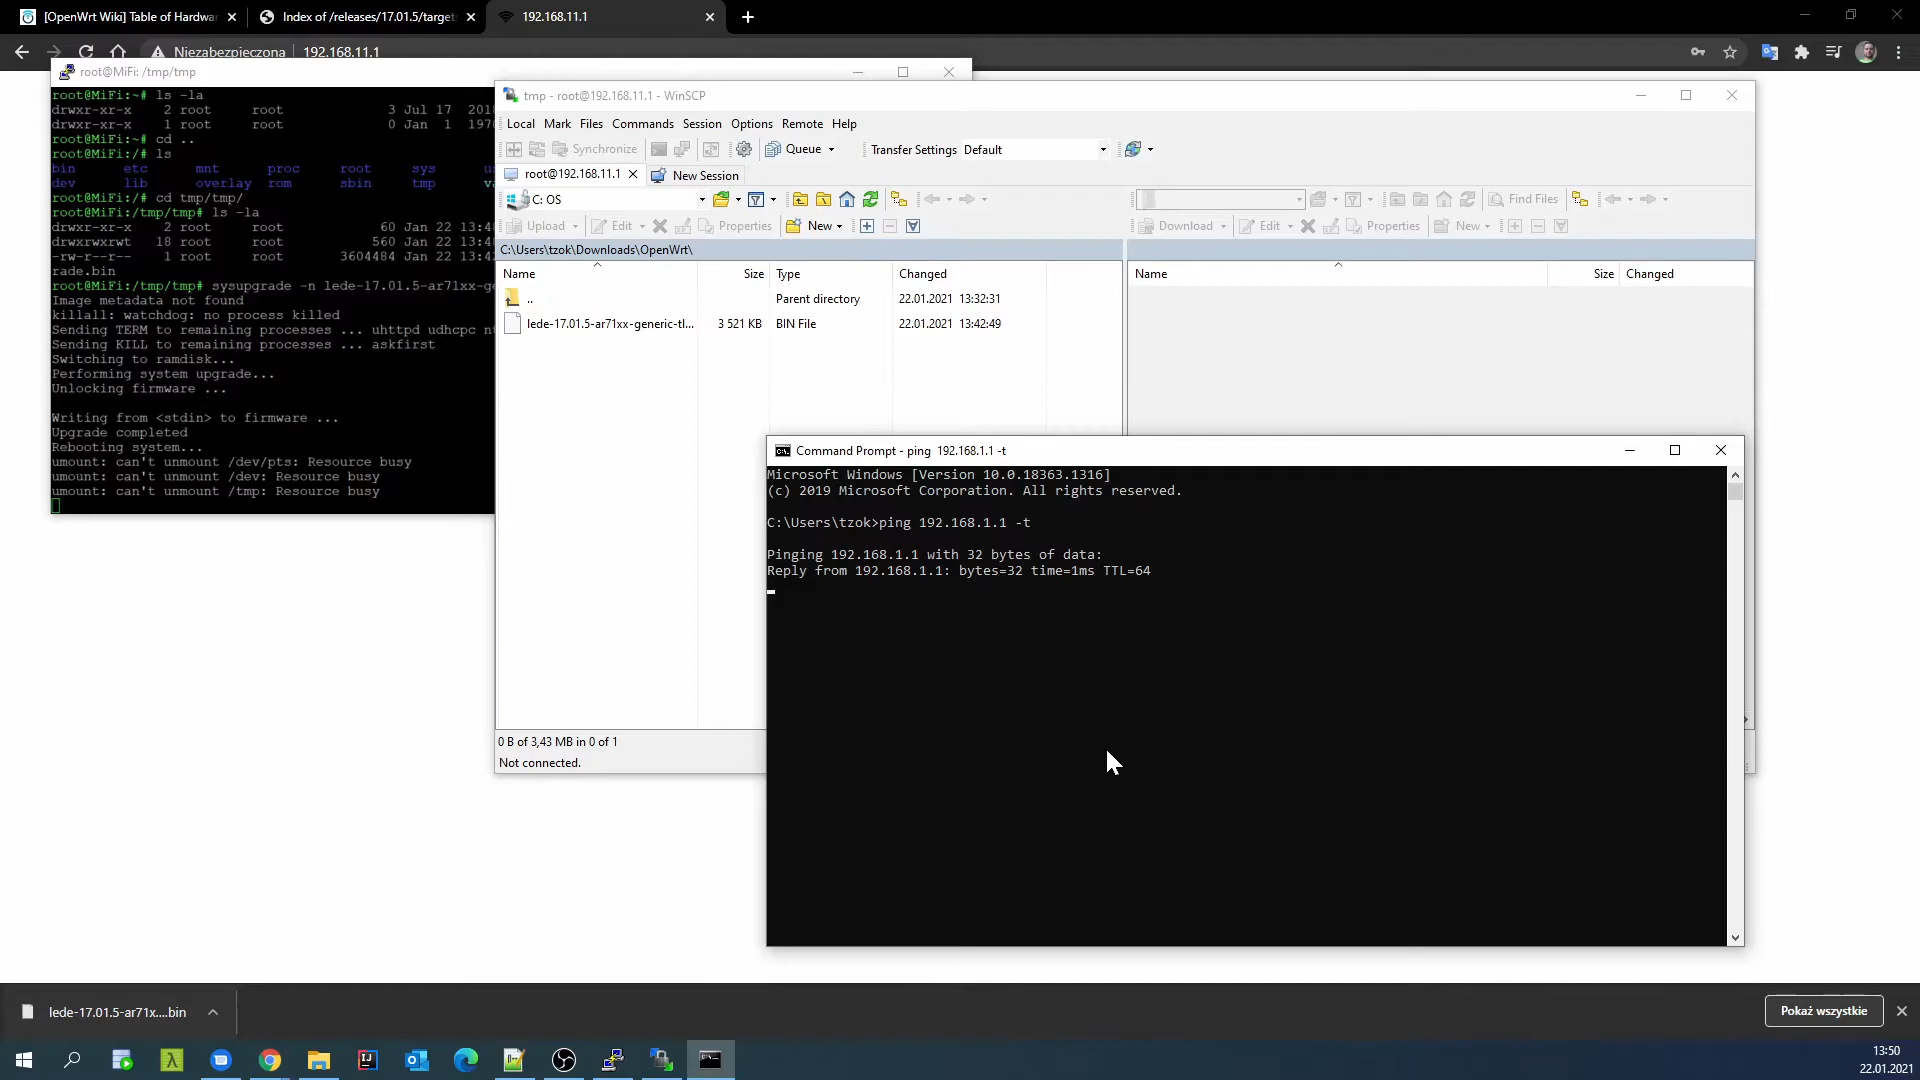 [OpenWrt Wiki] Table of Hardwar
Index of /releases/17.01.5/targets
192.168.11.1
Niezabezpieczona
192.168.11.1
root@MiFi: /tmp/tmp
root@MiFi:~# ls -la
drwxr-xr-x 2 root root 3 Jul 17 201
drwxr-xr-x 1 root root 0 Jan 1 197
root@MiFi:~# cd ..
root@MiFi:/# ls
bin etc mnt proc root sys
dev lib overlay rom sbin tmp
root@MiFi:/# cd tmp/tmp/
root@MiFi:/tmp/tmp# ls -la
drwxr-xr-x 2 root root 60 Jan 22 13:4
drwxrwxrwt 18 root root 560 Jan 22 13:4
-rw-r--r-- 1 root root 3604484 Jan 22 13:4
rade.bin
root@MiFi:/tmp/tmp# sysupgrade -n lede-17.01.5-ar71xx-g
Image metadata not found
killall: watchdog: no process killed
Sending TERM to remaining processes ... uhttpd udhcpc n
Sending KILL to remaining processes ... askfirst
Switching to ramdisk...
Performing system upgrade...
Unlocking firmware ...
Writing from <stdin> to firmware ...
Upgrade completed
Rebooting system...
umount: can't unmount /dev/pts: Resource busy
umount: can't unmount /dev: Resource busy
umount: can't unmount /tmp: Resource busy
tmp - root@192.168.11.1 - WinSCP
Local Mark Files Commands Session Options Remote Help
Synchronize
Queue
Transfer Settings Default
root@192.168.11.1
New Session
C: OS
Find Files
Upload Edit Properties New
Download Edit Properties New
C:\Users\tzok\Downloads\OpenWrt\
Name Size Type Changed
Name Size Changed
.. Parent directory 22.01.2021 13:32:31
lede-17.01.5-ar71xx-generic-tl... 3 521 KB BIN File 22.01.2021 13:42:49
0 B of 3,43 MB in 0 of 1
Not connected.
Command Prompt - ping 192.168.1.1 -t
Microsoft Windows [Version 10.0.18363.1316]
(c) 2019 Microsoft Corporation. All rights reserved.
C:\Users\tzok>ping 192.168.1.1 -t
Pinging 192.168.1.1 with 32 bytes of data:
Reply from 192.168.1.1: bytes=32 time=1ms TTL=64
lede-17.01.5-ar71x....bin
Pokaż wszystkie
13:50
22.01.2021